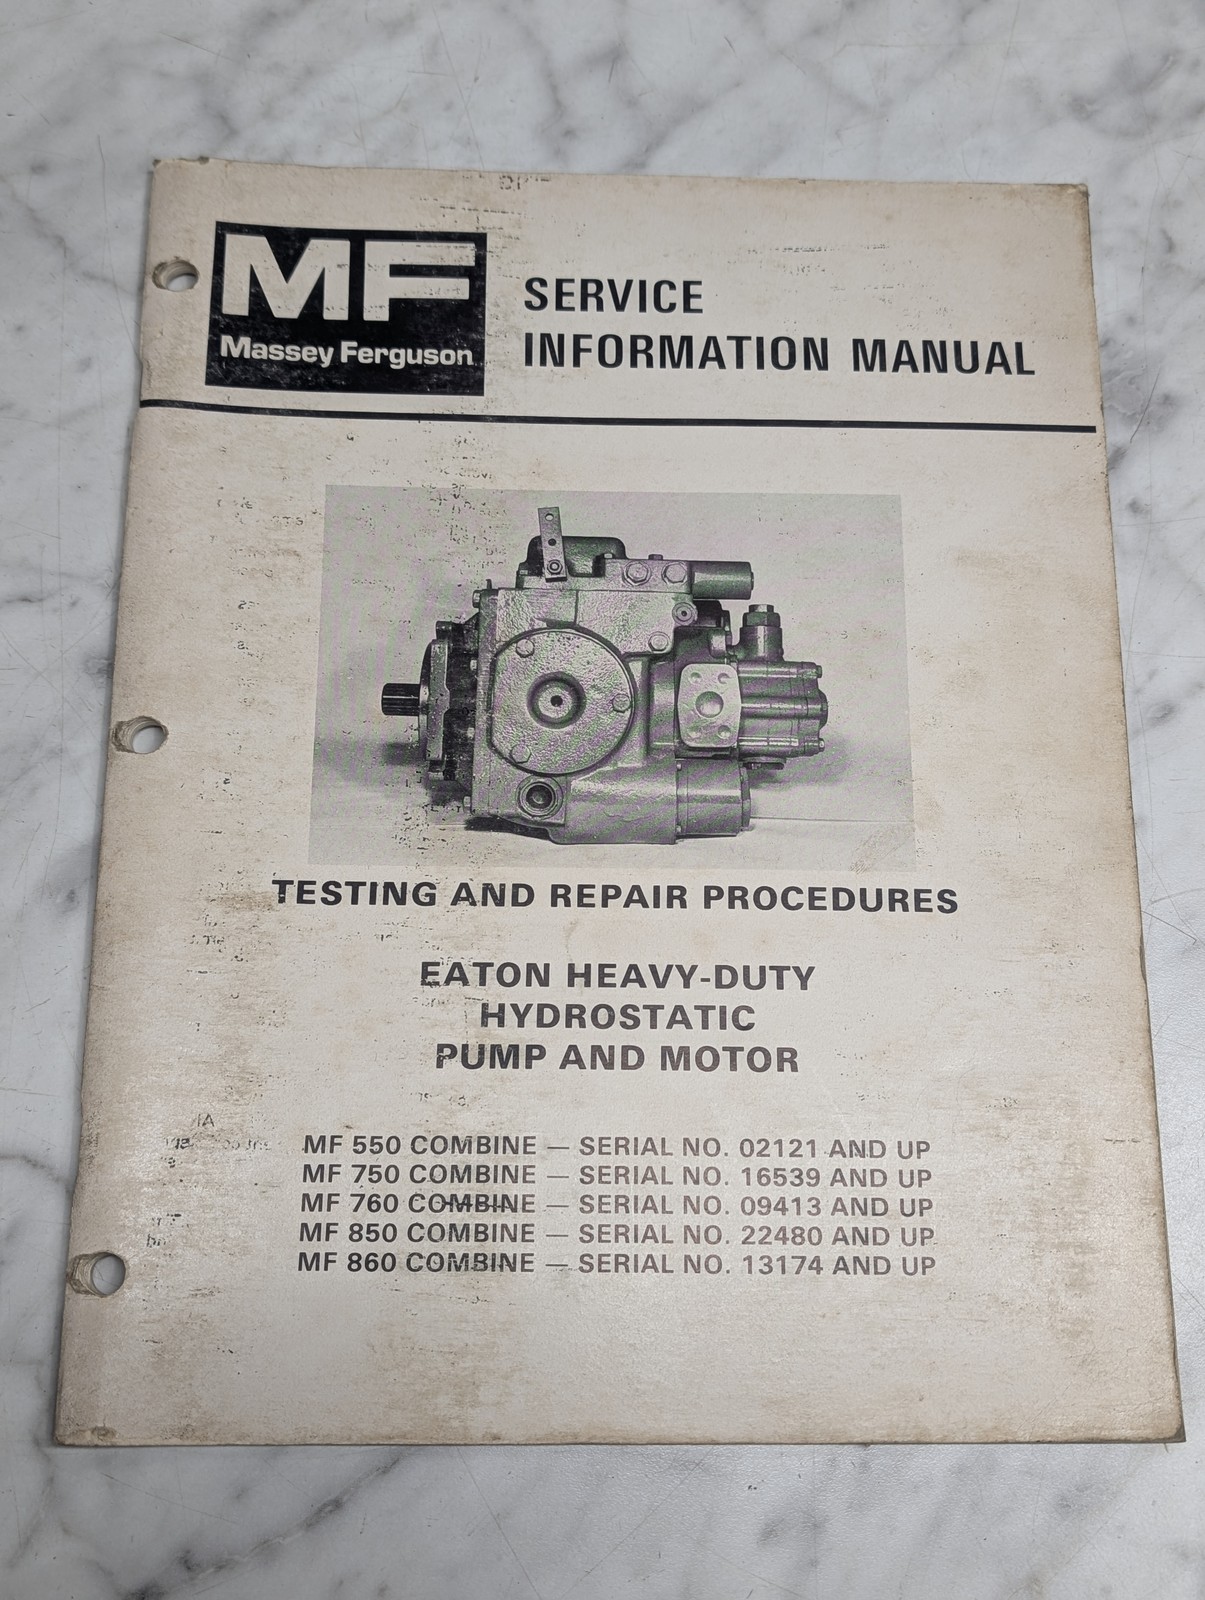 MF
Massey Ferguson
SERVICE
INFORMATION MANUAL
TESTING AND REPAIR PROCEDURES
EATON HEAVY-DUTY
HYDROSTATIC
PUMP AND MOTOR
MF 550 COMBINE — SERIAL NO. 02121 AND UP
MF 750 COMBINE — SERIAL NO. 16539 AND UP
MF 760 COMBINE — SERIAL NO. 09413 AND UP
MF 850 COMBINE — SERIAL NO. 22480 AND UP
MF 860 COMBINE — SERIAL NO. 13174 AND UP